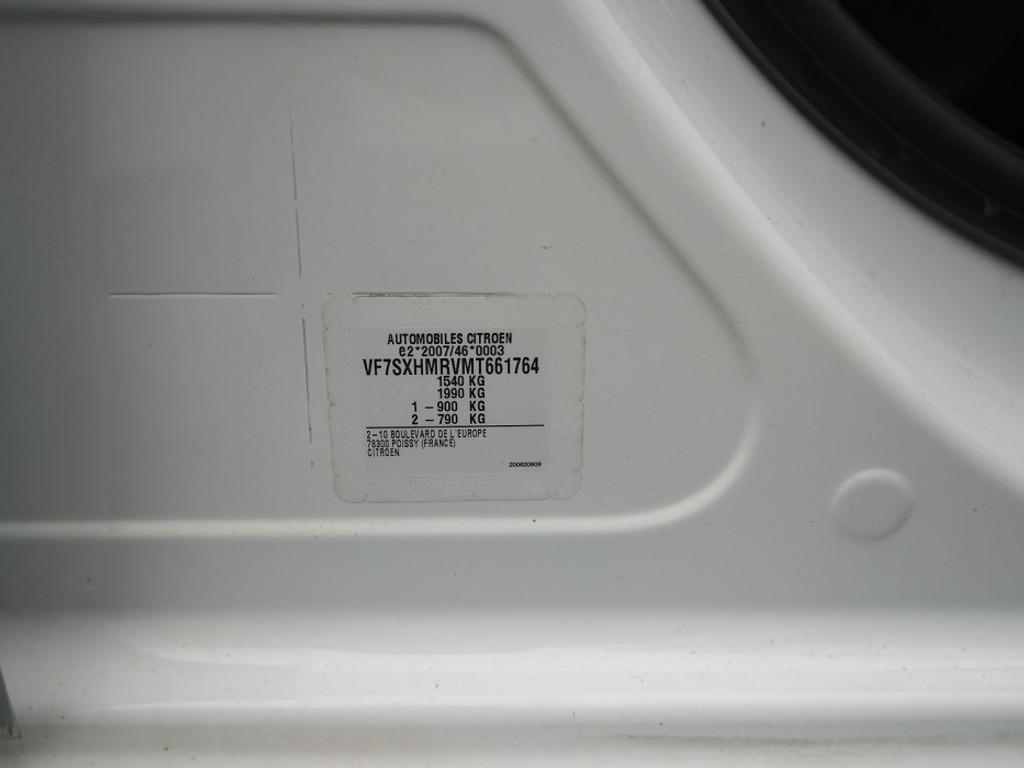 AUTOMOBILES CITROEN
e2*2007/46*0003
VF7SXHMRVMT661764
1540 KG
1990 KG
1 – 900 KG
2 – 790 KG
2–10 BOULEVARD DE L'EUROPE
78300 POISSY (FRANCE)
CITROEN
200620809